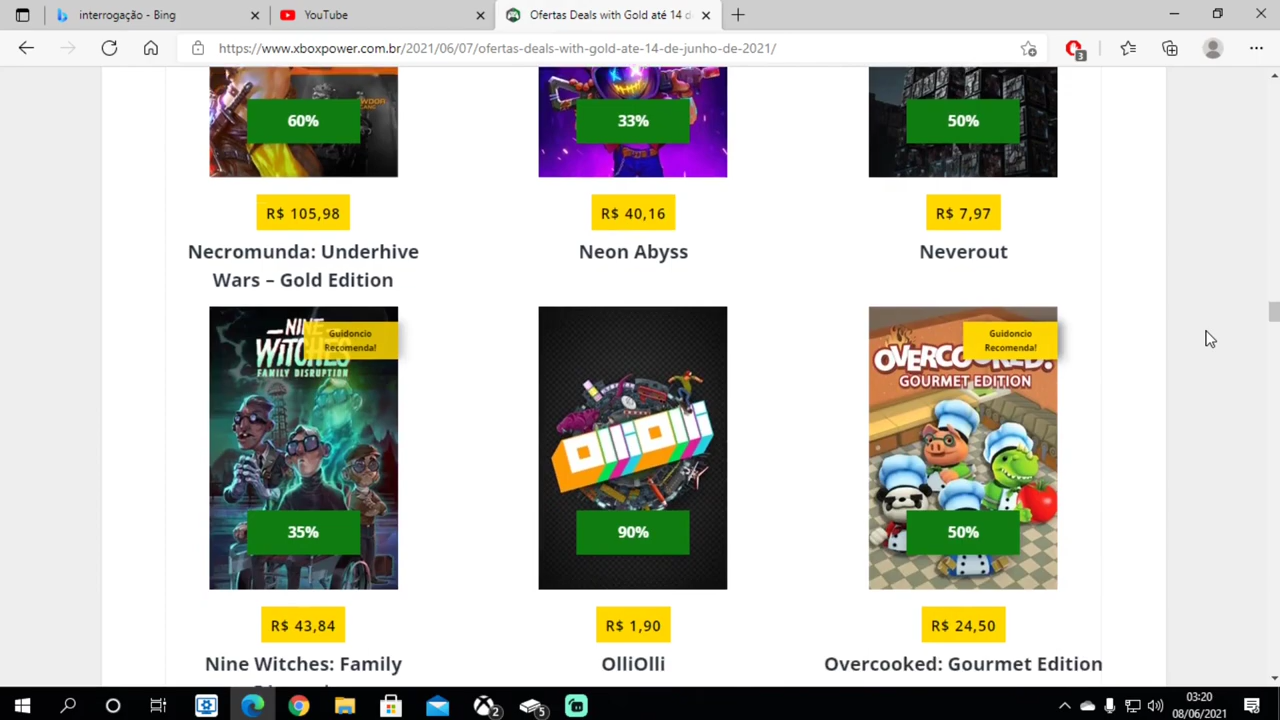 interrogação - Bing
YouTube
Ofertas Deals with Gold até 14 d
https://www.xboxpower.com.br/2021/06/07/ofertas-deals-with-gold-ate-14-de-junho-de-2021/
3
60%
33%
50%
R$ 105,98
R$ 40,16
R$ 7,97
Necromunda: Underhive
Wars – Gold Edition
Neon Abyss
Neverout
NINE
WITCHES
FAMILY DISRUPTION
Guidoncio
Recomenda!
olliolli
OVERCOOKED!
GOURMET EDITION
Guidoncio
Recomenda!
35%
90%
50%
R$ 43,84
R$ 1,90
R$ 24,50
Nine Witches: Family
OlliOlli
Overcooked: Gourmet Edition
2
5
03:20
08/06/2021